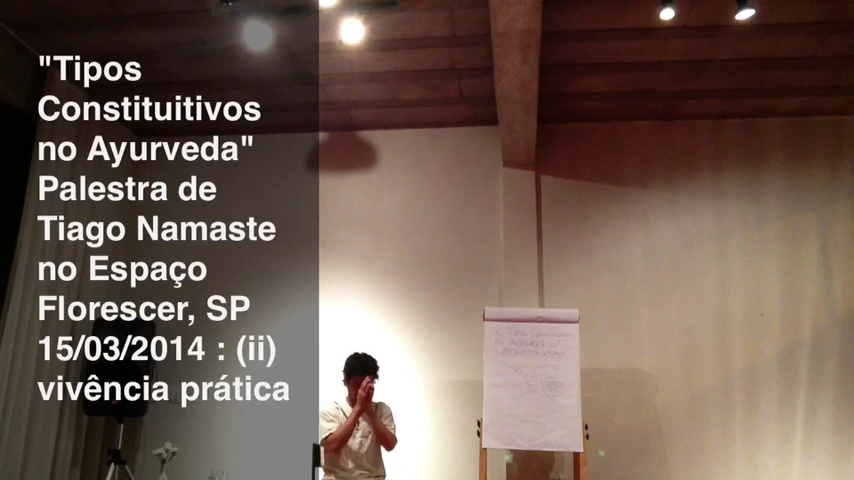 "Tipos
Constituitivos
no Ayurveda"
Palestra de
Tiago Namaste
no Espaço
Florescer, SP
15/03/2014 : (ii)
vivência prática